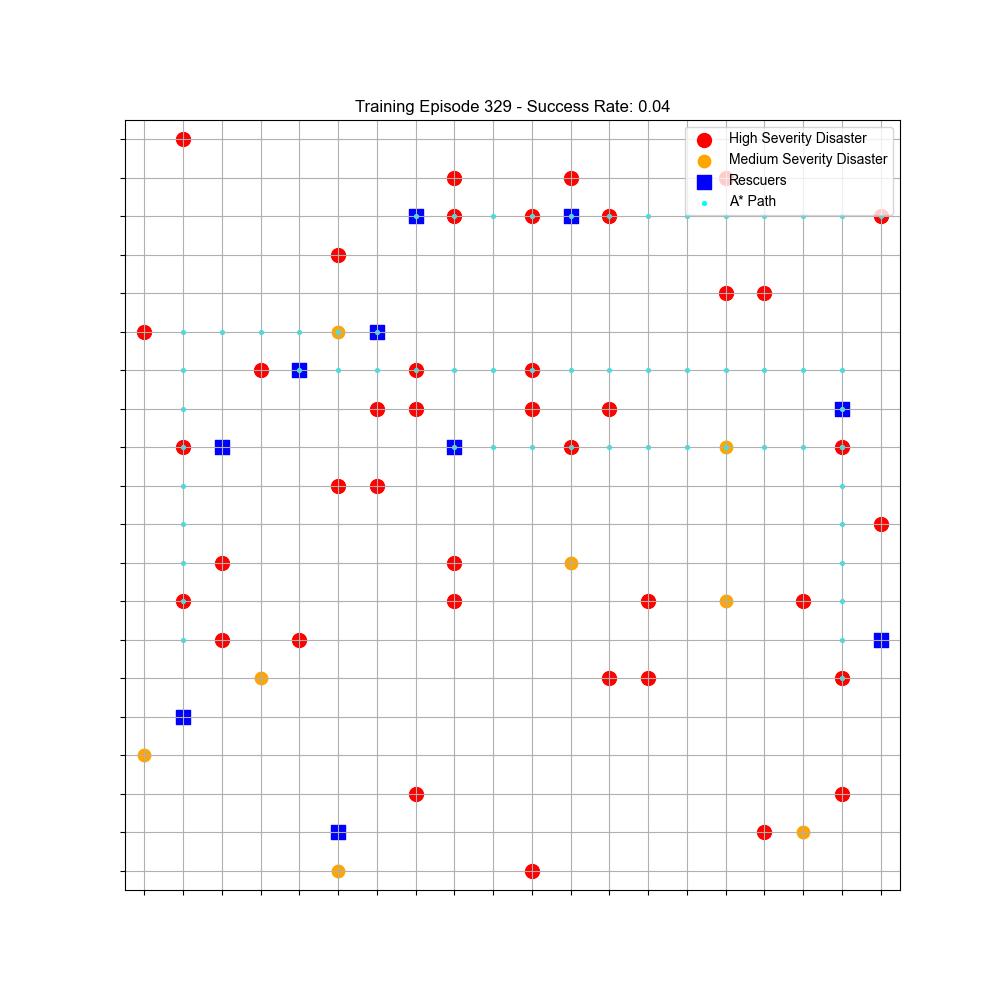 Training Episode 329 - Success Rate: 0.04
High Severity Disaster
Medium Severity Disaster
Rescuers
A* Path